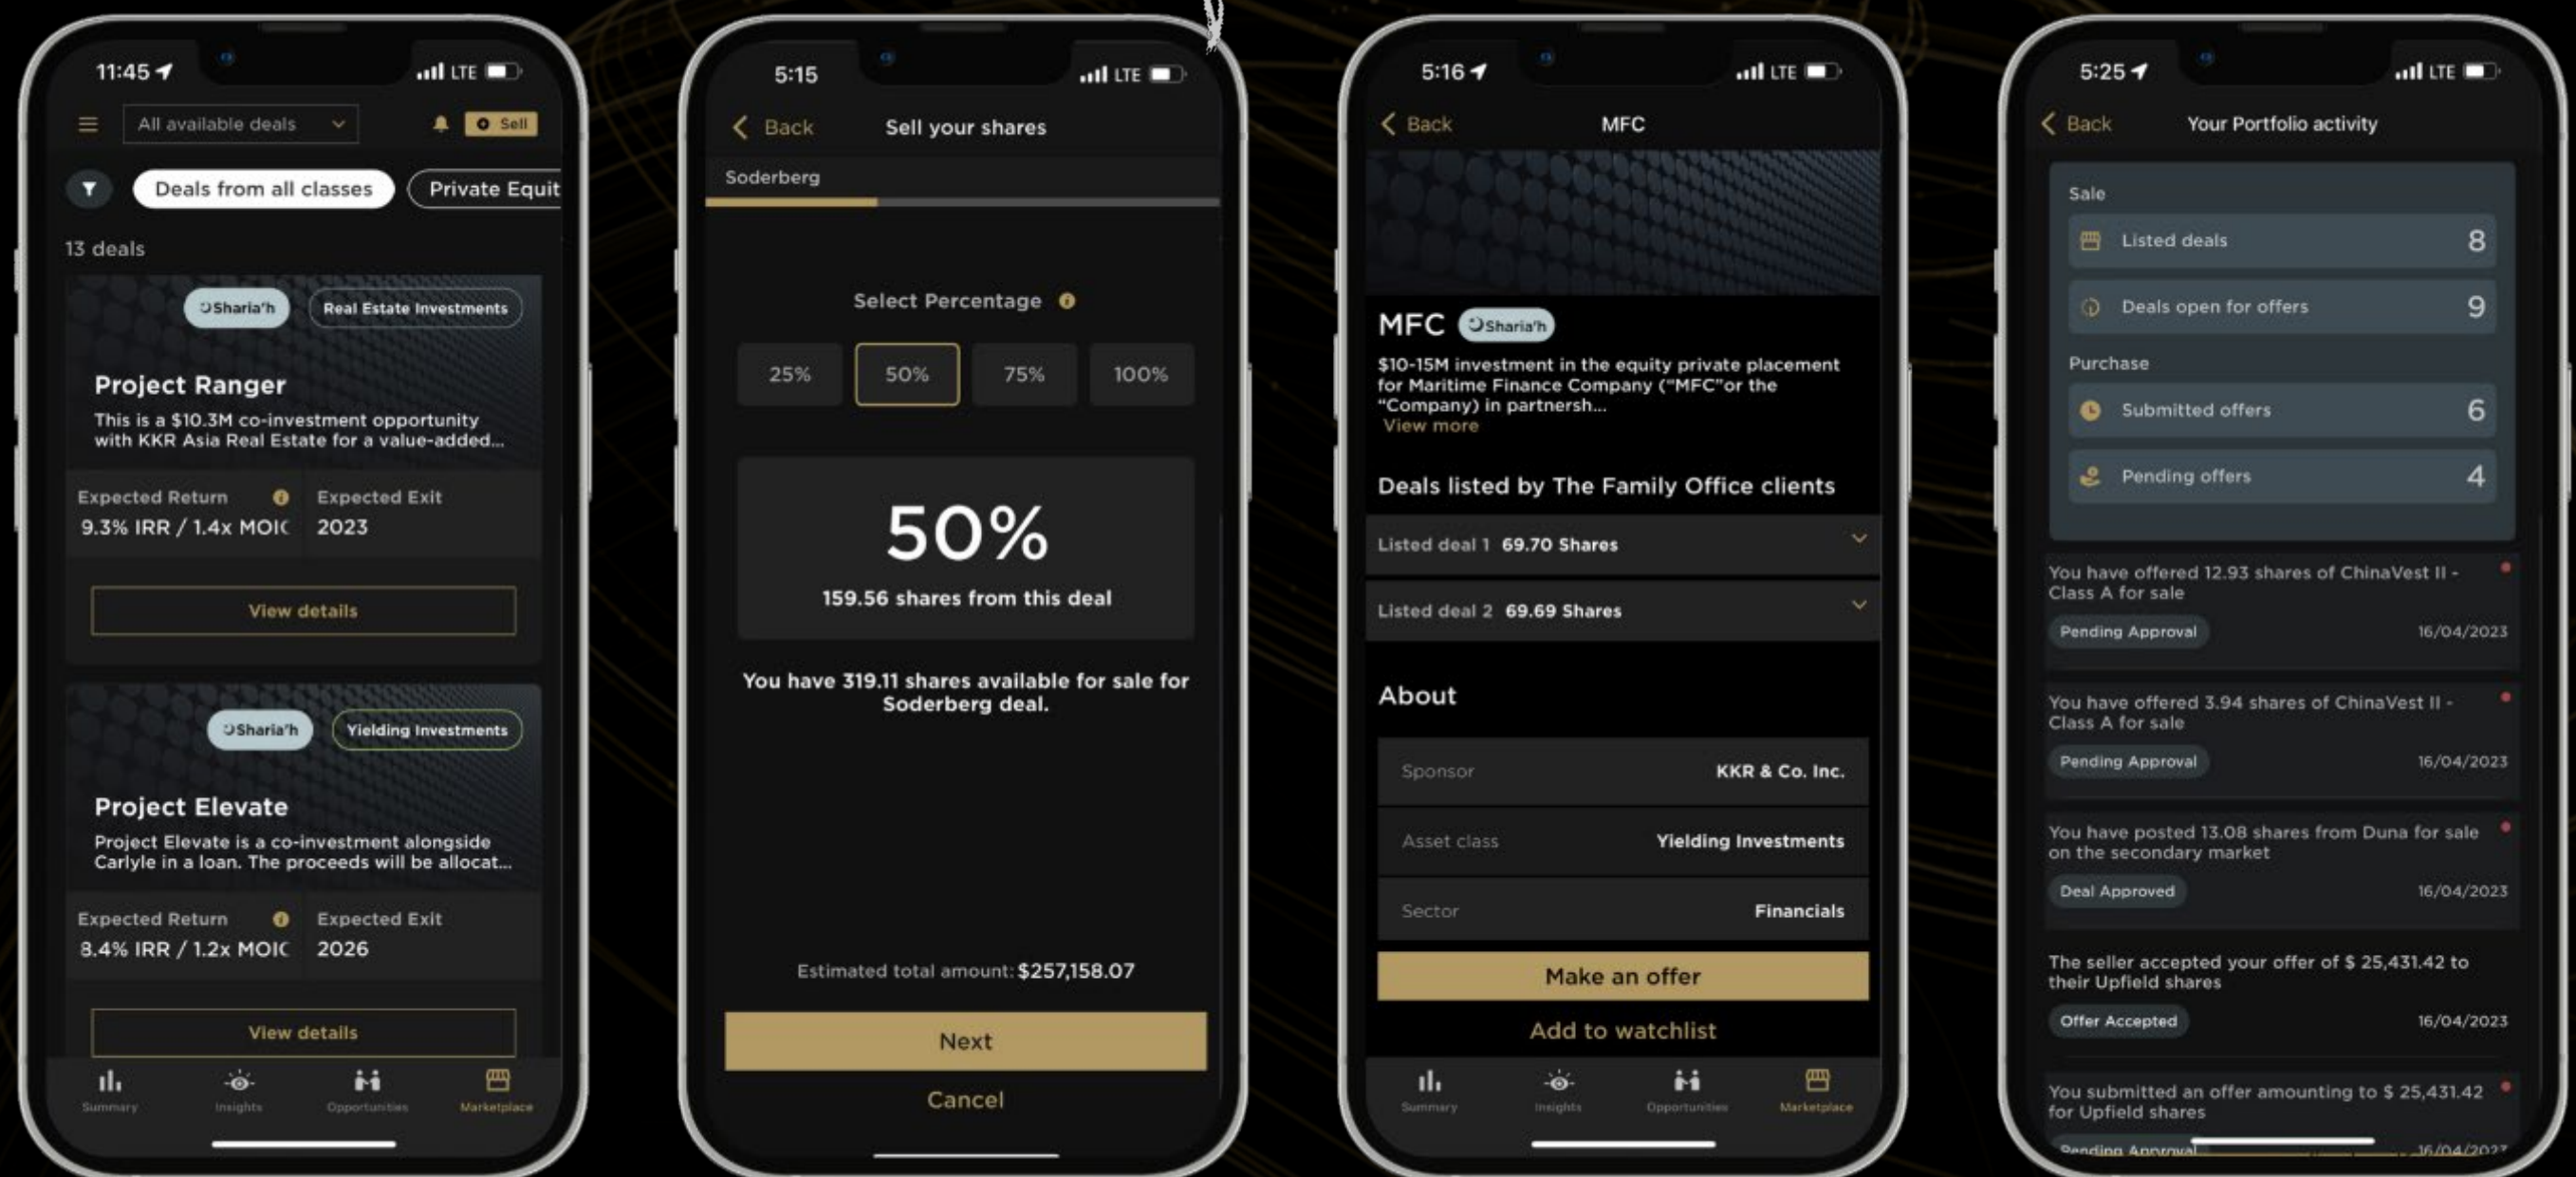 11:45
LTE
All available deals
Sell
Deals from all classes
Private Equit
13 deals
Sharia'h
Real Estate Investments
Project Ranger
This is a $10.3M co-investment opportunity
with KKR Asia Real Estate for a value-added...
Expected Return
Expected Exit
9.3% IRR / 1.4x MOIC
2023
View details
Sharia'h
Yielding Investments
Project Elevate
Project Elevate is a co-investment alongside
Carlyle in a loan. The proceeds will be allocat...
Expected Return
Expected Exit
8.4% IRR / 1.2x MOIC
2026
View details
Summary
Insights
Opportunities
Marketplace
5:15
LTE
Back
Sell your shares
Soderberg
Select Percentage
25%
50%
75%
100%
50%
159.56 shares from this deal
You have 319.11 shares available for sale for
Soderberg deal.
Estimated total amount: $257,158.07
Next
Cancel
5:16
LTE
Back
MFC
MFC
Sharia'h
$10-15M investment in the equity private placement
for Maritime Finance Company ("MFC"or the
"Company) in partnersh...
View more
Deals listed by The Family Office clients
Listed deal 1 69.70 Shares
Listed deal 2 69.69 Shares
About
Sponsor
KKR & Co. Inc.
Asset class
Yielding Investments
Sector
Financials
Make an offer
Add to watchlist
Summary
Insights
Opportunities
Marketplace
5:25
LTE
Back
Your Portfolio activity
Sale
Listed deals
8
Deals open for offers
9
Purchase
Submitted offers
6
Pending offers
4
You have offered 12.93 shares of ChinaVest II -
Class A for sale
Pending Approval
16/04/2023
You have offered 3.94 shares of ChinaVest II -
Class A for sale
Pending Approval
16/04/2023
You have posted 13.08 shares from Duna for sale
on the secondary market
Deal Approved
16/04/2023
The seller accepted your offer of $ 25,431.42 to
their Upfield shares
Offer Accepted
16/04/2023
You submitted an offer amounting to $ 25,431.42
for Upfield shares
Pending Approval
16/04/2023